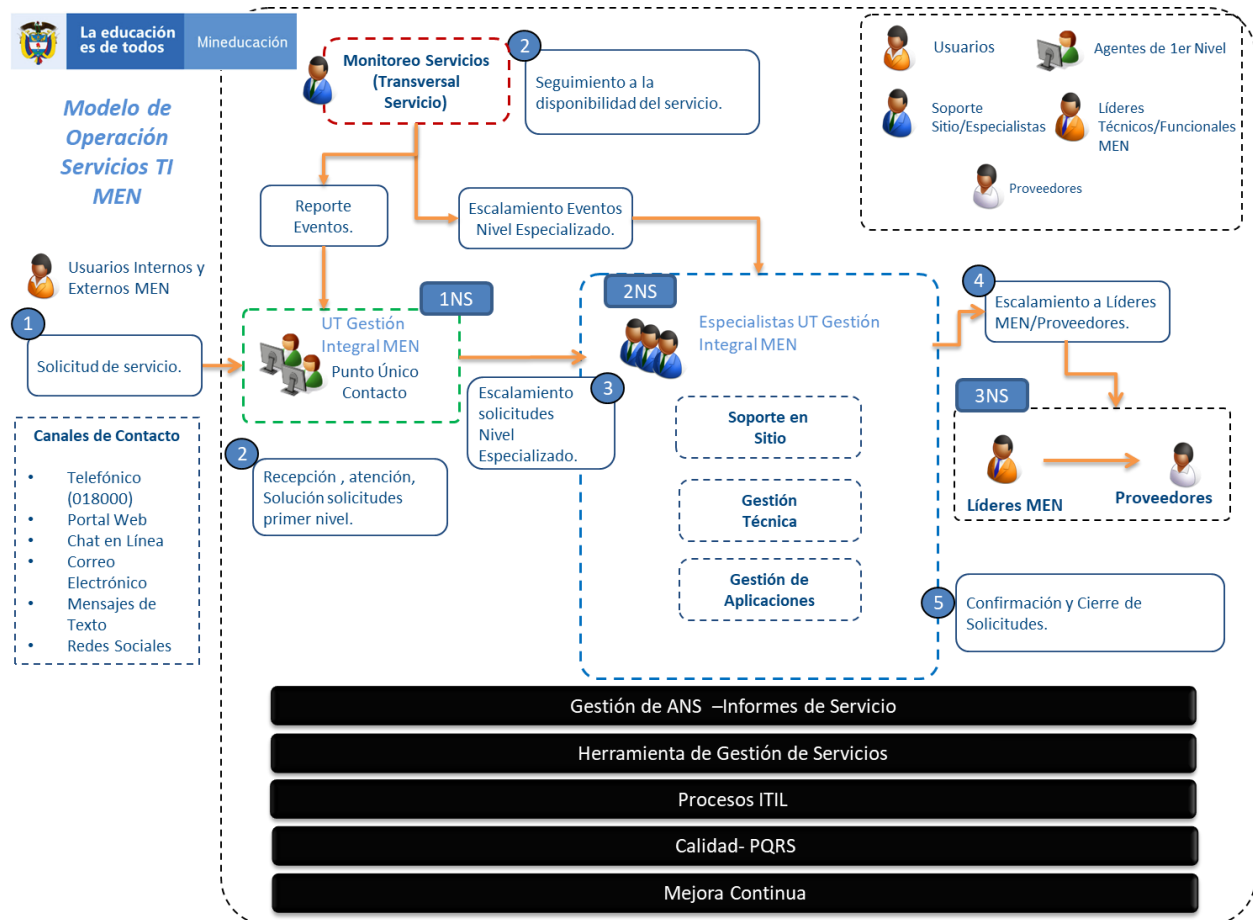 La educación
es de todos
Mineducación
Modelo de
Operación
Servicios TI
MEN
Usuarios Internos y
Externos MEN
1
Solicitud de servicio.
Canales de Contacto
• Telefónico
(018000)
• Portal Web
• Chat en Línea
• Correo
Electrónico
• Mensajes de
Texto
• Redes Sociales
Monitoreo Servicios
(Transversal
Servicio)
2
Seguimiento a la
disponibilidad del servicio.
Reporte
Eventos.
Escalamiento Eventos
Nivel Especializado.
Usuarios
Agentes de 1er Nivel
Soporte
Sitio/Especialistas
Líderes
Técnicos/Funcionales
MEN
Proveedores
1NS
UT Gestión
Integral MEN
Punto Único
Contacto
2
Recepción , atención,
Solución solicitudes
primer nivel.
3
Escalamiento
solicitudes
Nivel
Especializado.
2NS
Especialistas UT Gestión
Integral MEN
Soporte en
Sitio
Gestión
Técnica
Gestión de
Aplicaciones
4
Escalamiento a Líderes
MEN/Proveedores.
3NS
Líderes MEN
Proveedores
5
Confirmación y Cierre de
Solicitudes.
Gestión de ANS –Informes de Servicio
Herramienta de Gestión de Servicios
Procesos ITIL
Calidad- PQRS
Mejora Continua